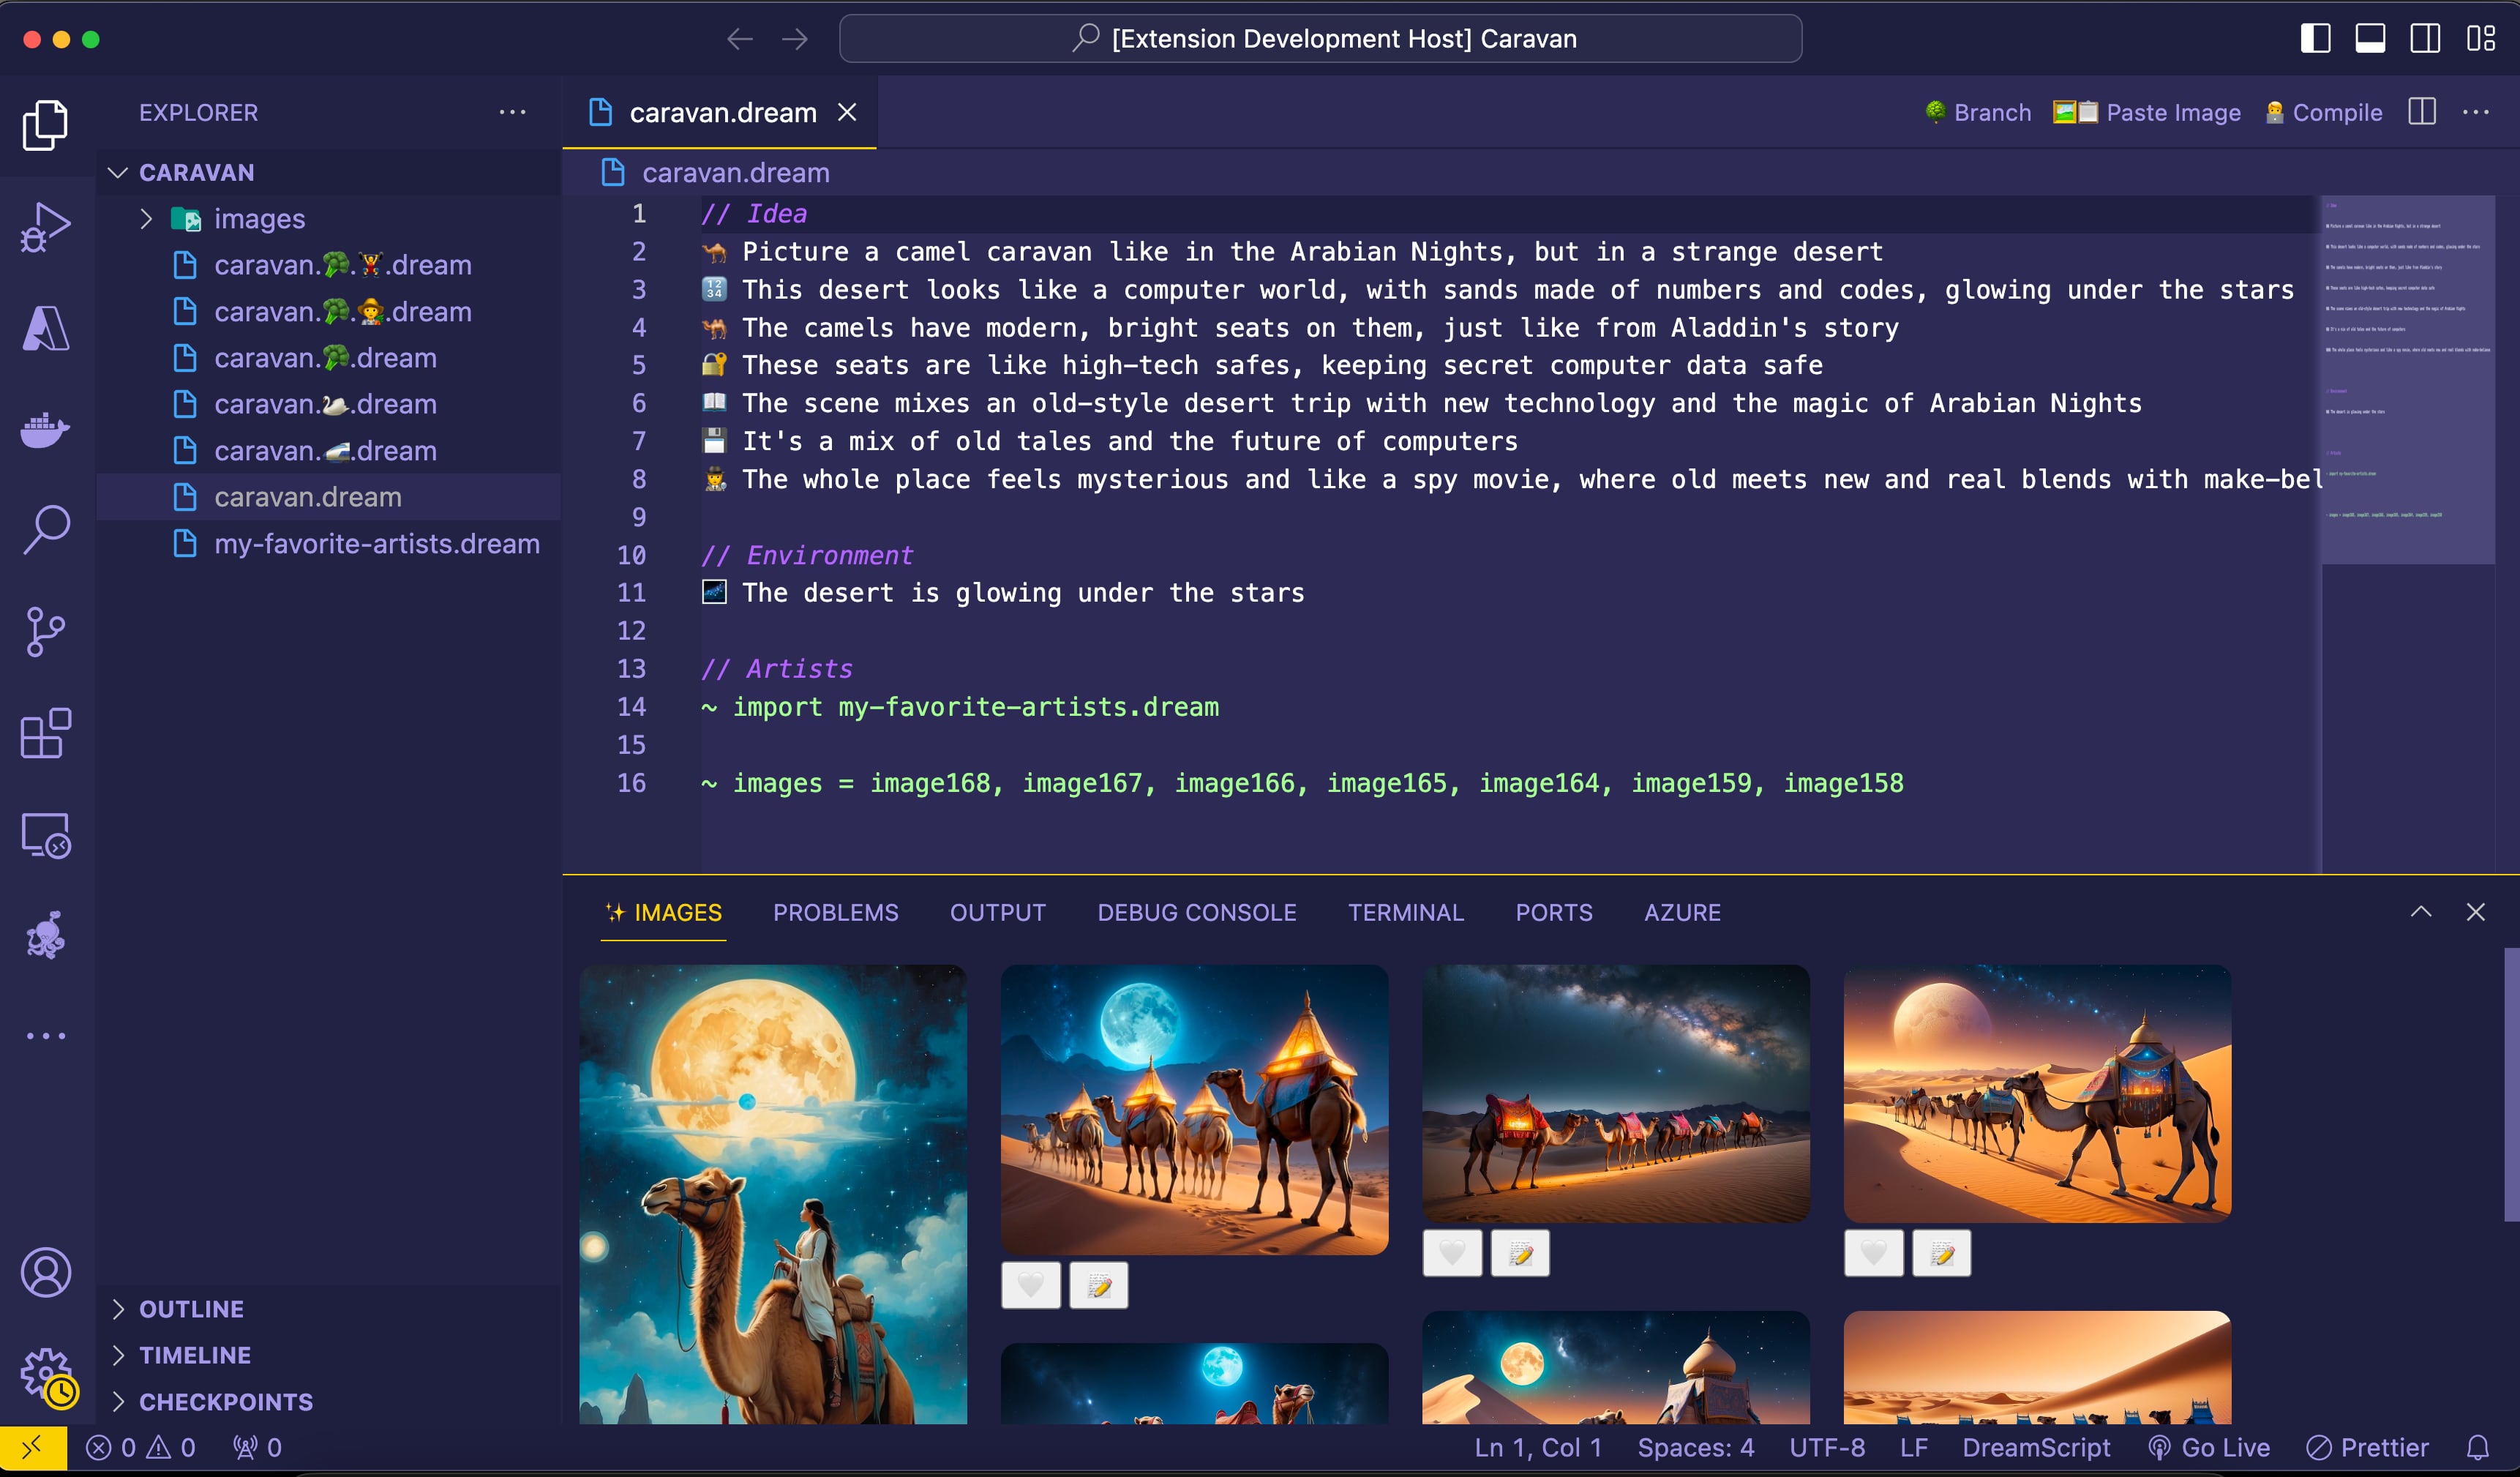 [Extension Development Host] Caravan
EXPLORER
CARAVAN
images
caravan.🥦.🏋️.dream
caravan.🥦.🧑‍🌾.dream
caravan.🥦.dream
caravan.🦢.dream
caravan.🚄.dream
caravan.dream
my-favorite-artists.dream
OUTLINE
TIMELINE
CHECKPOINTS
caravan.dream
🌳 Branch 🖼️📋 Paste Image 🧑‍💻 Compile
caravan.dream
1 // Idea
2 🐪 Picture a camel caravan like in the Arabian Nights, but in a strange desert
3 🔢 This desert looks like a computer world, with sands made of numbers and codes, glowing under the stars
4 🐫 The camels have modern, bright seats on them, just like from Aladdin's story
5 🔐 These seats are like high-tech safes, keeping secret computer data safe
6 📖 The scene mixes an old-style desert trip with new technology and the magic of Arabian Nights
7 💾 It's a mix of old tales and the future of computers
8 🕵️ The whole place feels mysterious and like a spy movie, where old meets new and real blends with make-bel
9
10 // Environment
11 🌌 The desert is glowing under the stars
12
13 // Artists
14 ~ import my-favorite-artists.dream
15
16 ~ images = image168, image167, image166, image165, image164, image159, image158
✨ IMAGES PROBLEMS OUTPUT DEBUG CONSOLE TERMINAL PORTS AZURE
0 0 0
Ln 1, Col 1 Spaces: 4 UTF-8 LF DreamScript Go Live Prettier